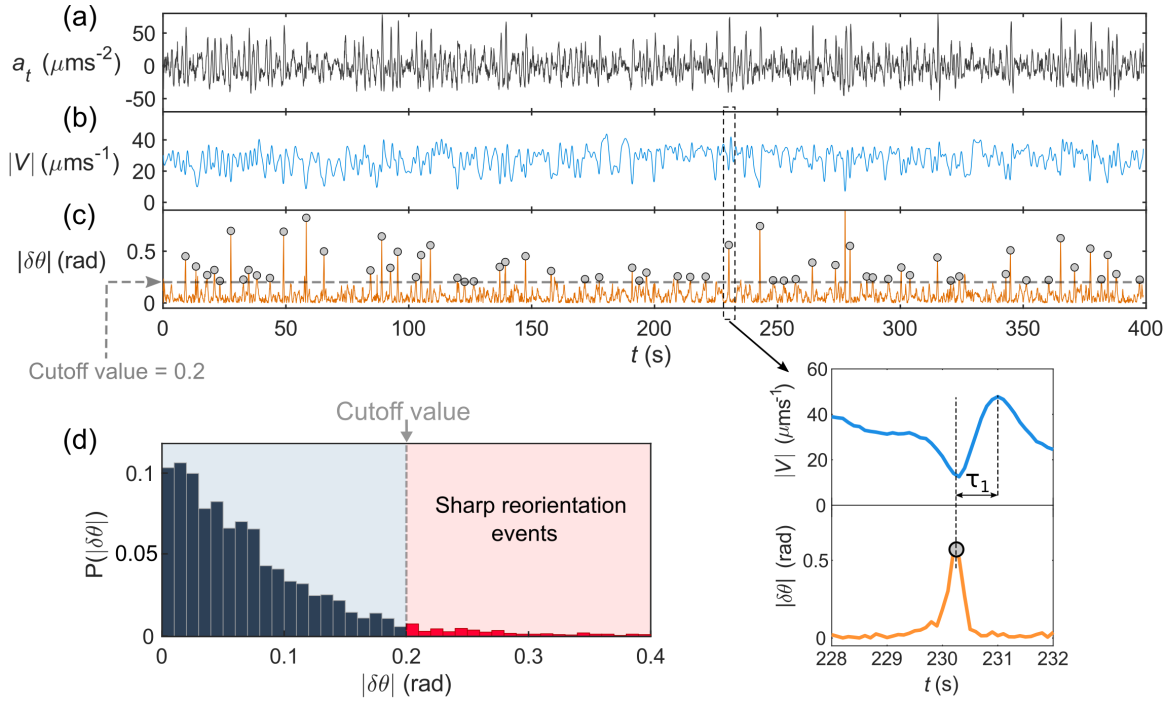 (a)
a_t (μms⁻²)
50
0
-50
(b)
|V| (μms⁻¹)
40
20
0
(c)
|δθ| (rad)
0.5
0
0 50 100 150 200 250 300 350 400
t (s)
Cutoff value = 0.2
(d)
Cutoff value
P(|δθ|)
0.1
0.05
0
Sharp reorientation
events
0 0.1 0.2 0.3 0.4
|δθ| (rad)
|V| (μms⁻¹)
60
40
20
0
τ₁
|δθ| (rad)
0.5
0
228 229 230 231 232
t (s)